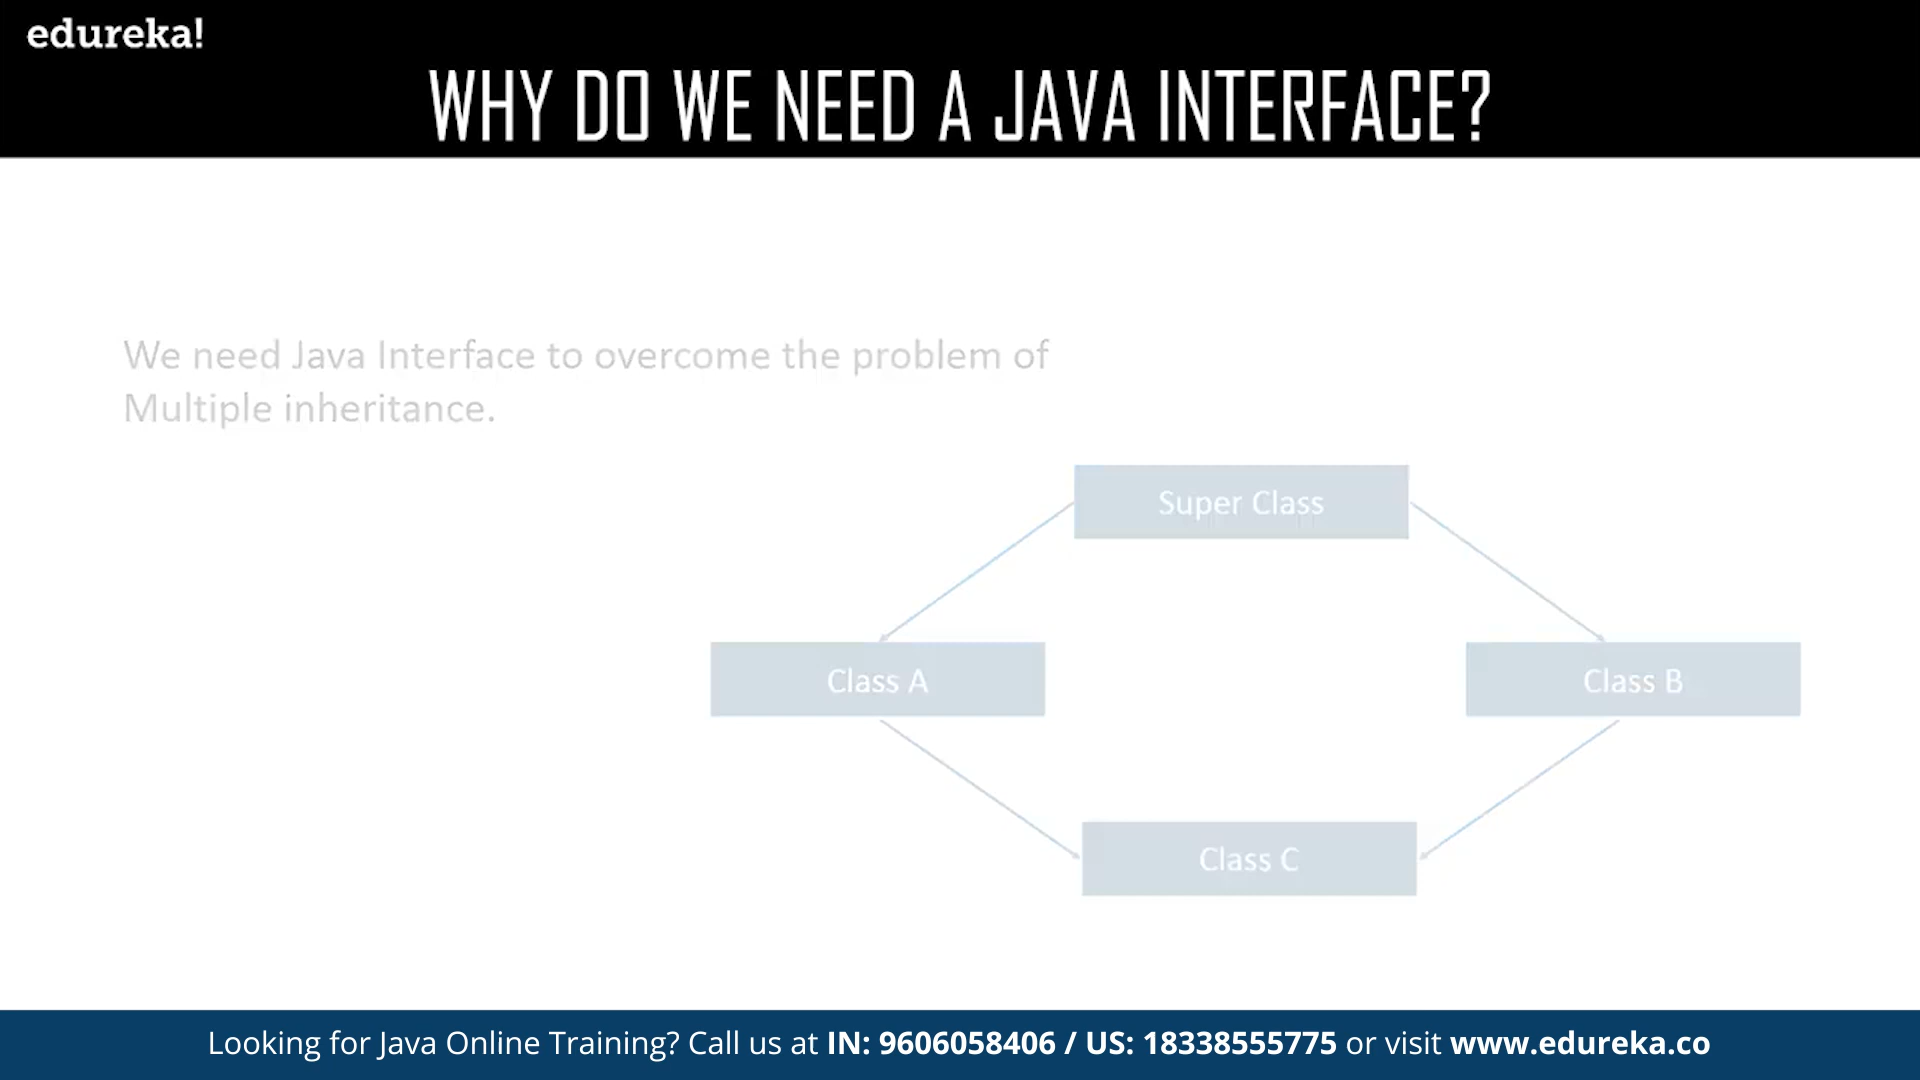 edureka!
WHY DO WE NEED A JAVA INTERFACE?
We need Java Interface to overcome the problem of
Multiple inheritance.
Super Class
Class A
Class B
Class C
Looking for Java Online Training? Call us at IN: 9606058406 / US: 18338555775 or visit www.edureka.co